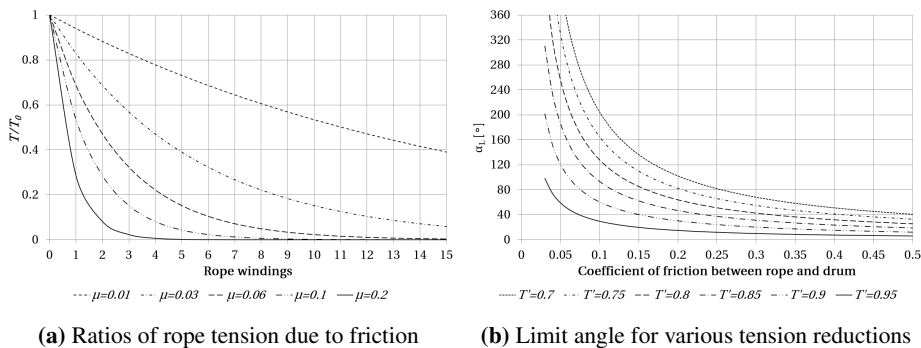 1
0.8
0.6
0.4
0.2
0
T/T₀
0 1 2 3 4 5 6 7 8 9 10 11 12 13 14 15
Rope windings
μ=0.01 μ=0.03 μ=0.06 μ=0.1 μ=0.2
(a) Ratios of rope tension due to friction
360
320
280
240
200
160
120
80
40
0
α_L [°]
0 0.05 0.1 0.15 0.2 0.25 0.3 0.35 0.4 0.45 0.5
Coefficient of friction between rope and drum
T'=0.7 T'=0.75 T'=0.8 T'=0.85 T'=0.9 T'=0.95
(b) Limit angle for various tension reductions